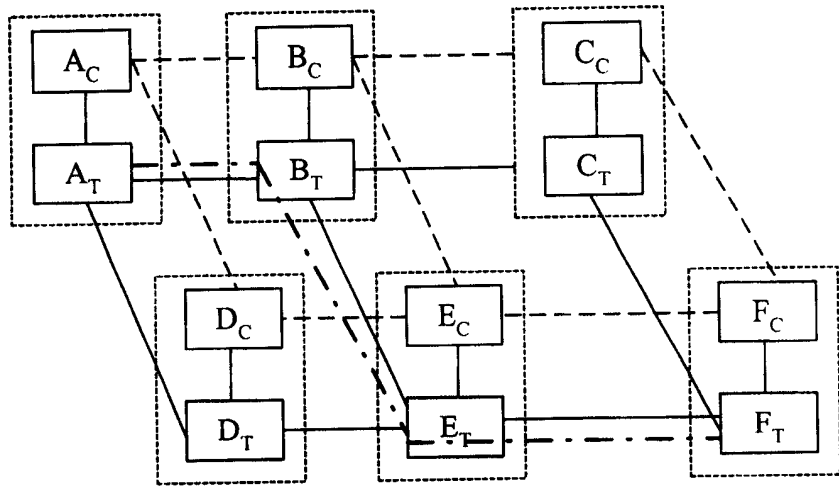 A_C
B_C
C_C
A_T
B_T
C_T
D_C
E_C
F_C
D_T
E_T
F_T